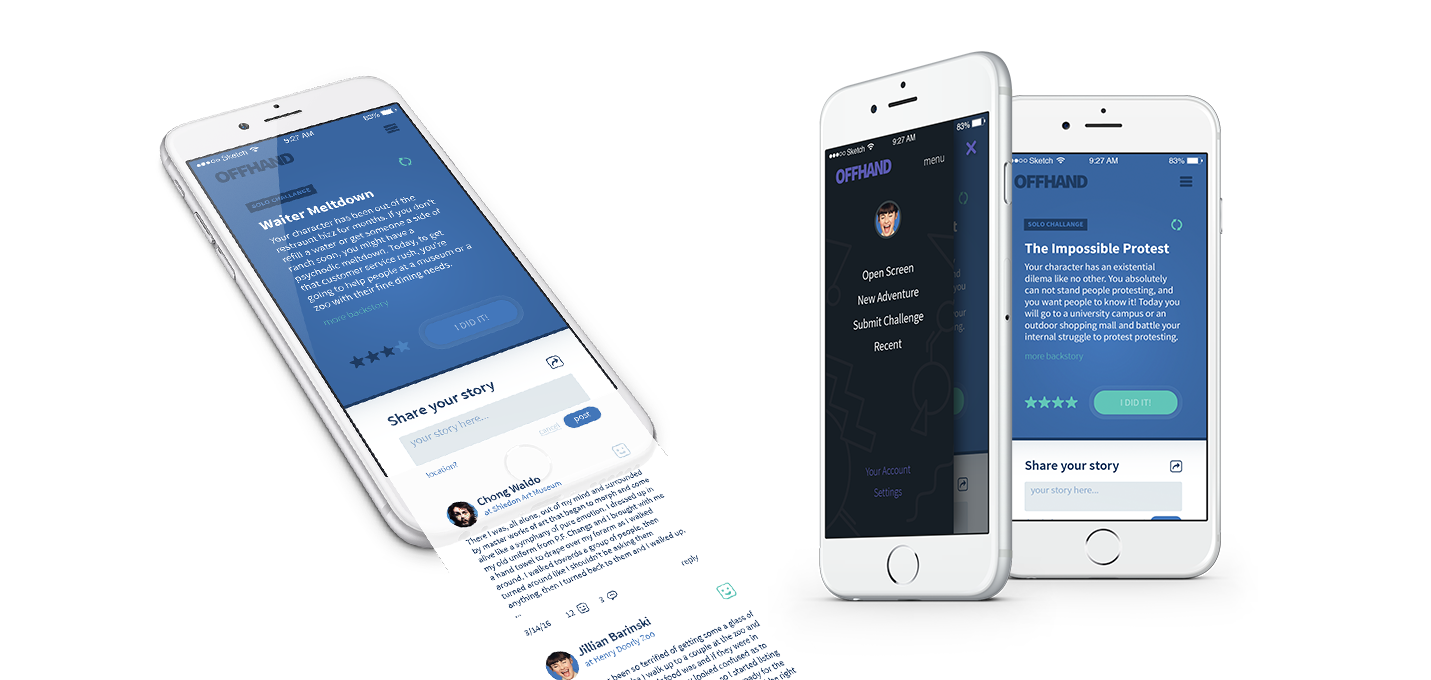 Sketch
9:27 AM
83%
OFFHAND
SOLO CHALLANGE
Waiter Meltdown
Your character has been out of the
restraunt bizz for months. If you don't
refill a water or get someone a side of
ranch soon, you might have a
psychodic meltdown. Today, to get
that customer service rush, you're
going to help people at a museum or a
zoo with their fine dining needs.
more backstory
I DID IT!
Share your story
your story here...
cancel
post
location?
Chong Waldo
at Shledon Art Museum
There I was, all alone, out of my mind and surrounded
by master works of art that began to morph and come
alive like a symphany of pure emotion. I dressed up in
my old uniform from P.F. Changs and I brought with me
a hand towel to drape over my forarm as I walked
around. I walked towards a group of people, then
turned around like I shouldn't be asking them
anything, then I turned back to them and I walked up,
...
reply
3/14/16
12
3
Jillian Barinski
at Henry Doorly Zoo
been so terrified of getting some a glass of
I walk up to a couple at the zoo and
food was and if they were in
looked confused as to
so I started listing
ready for the
right
Sketch
9:27 AM
83%
OFFHAND
menu
X
Open Screen
New Adventure
Submit Challenge
Recent
Your Account
Settings
Sketch
9:27 AM
83%
OFFHAND
SOLO CHALLANGE
The Impossible Protest
Your character has an existential
dilema like no other. You absolutely
can not stand people protesting, and
you want people to know it! Today you
will go to a university campus or an
outdoor shopping mall and battle your
internal struggle to protest protesting.
more backstory
I DID IT!
Share your story
your story here...